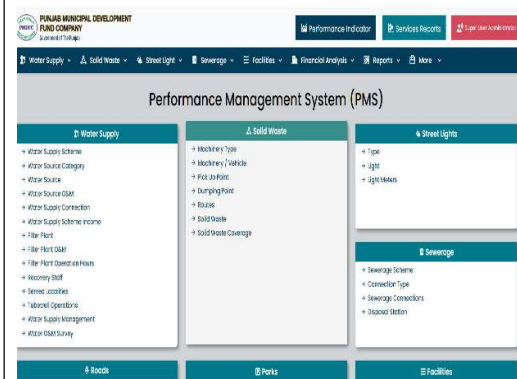 PUNJAB MUNICIPAL DEVELOPMENT
FUND COMPANY
Government of The Punjab
Performance Indicator
Services Reports
Super User Administrator
Water Supply
Solid Waste
Street Light
Sewerage
Facilities
Financial Analysis
Reports
More
Performance Management System (PMS)
Water Supply
Water Supply Scheme
Water Source Category
Water Source
Water Source O&M
Water Supply Connection
Water Supply Scheme Income
Filter Plant
Filter Plant O&M
Filter Plant Operation Hours
Recovery Staff
Served Localities
Tubewell Operations
Water Supply Management
Water O&M Survey
Solid Waste
Machinery Type
Machinery / Vehicle
Pick Up Point
Dumping Point
Routes
Solid Waste
Solid Waste Coverage
Street Lights
Type
Light
Light Meters
Sewerage
Sewerage Scheme
Connection Type
Sewerage Connections
Disposal Station
Roads
Parks
Facilities